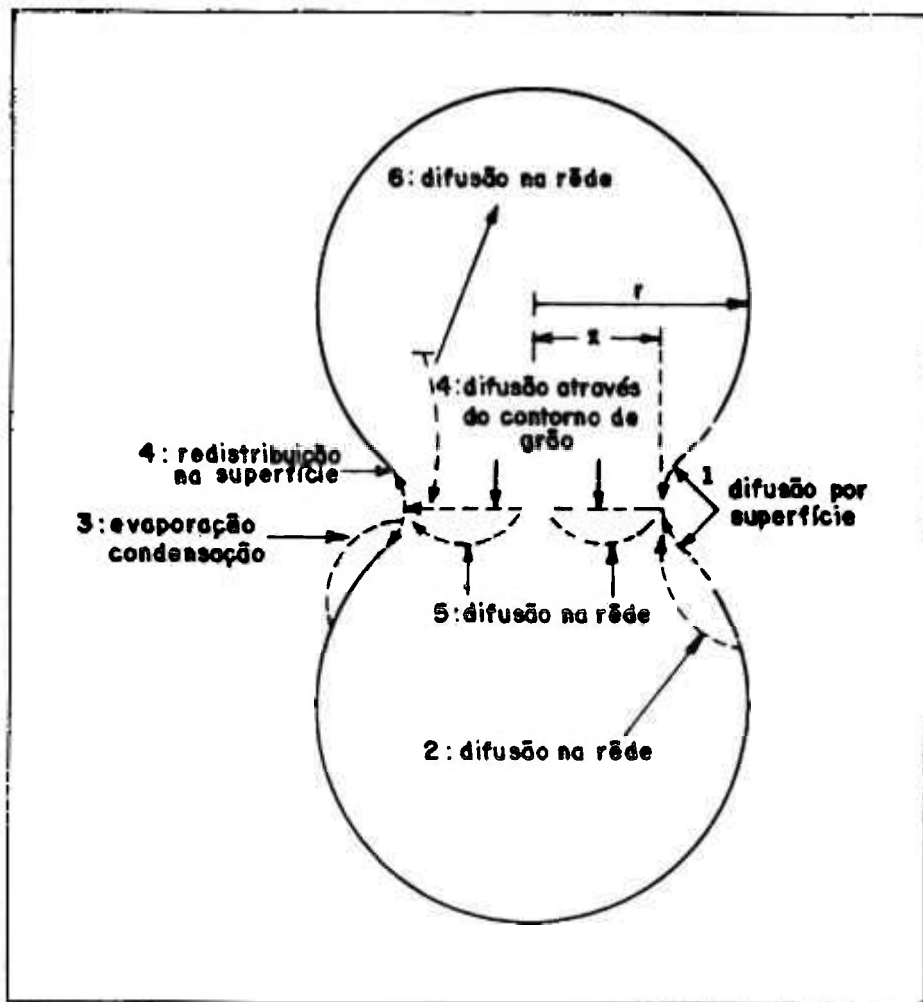 6: difusão na rêde
r
x
4: difusão através
do contorno de
grão
4: redistribuição
na superfície
1
difusão por
superfície
3: evaporação
condensação
5: difusão na rêde
2: difusão na rêde